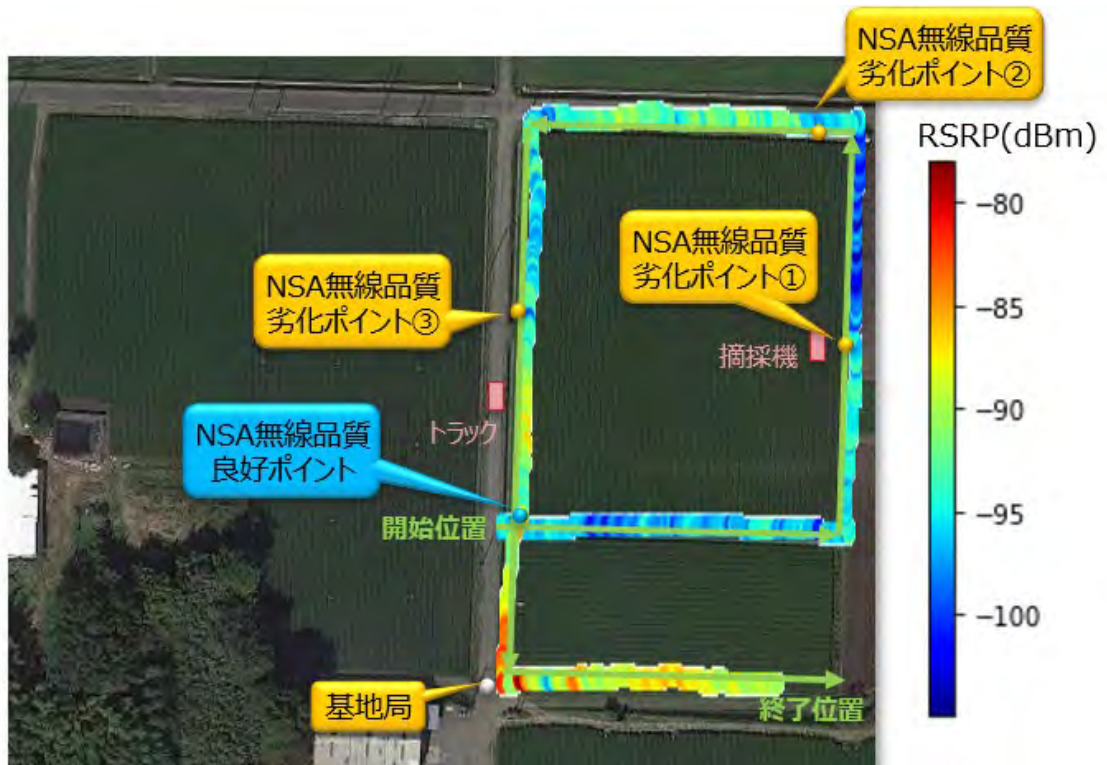 NSA無線品質
劣化ポイント②
RSRP(dBm)
−80
−85
−90
−95
−100
NSA無線品質
劣化ポイント①
NSA無線品質
劣化ポイント③
摘採機
トラック
NSA無線品質
良好ポイント
開始位置
基地局
終了位置